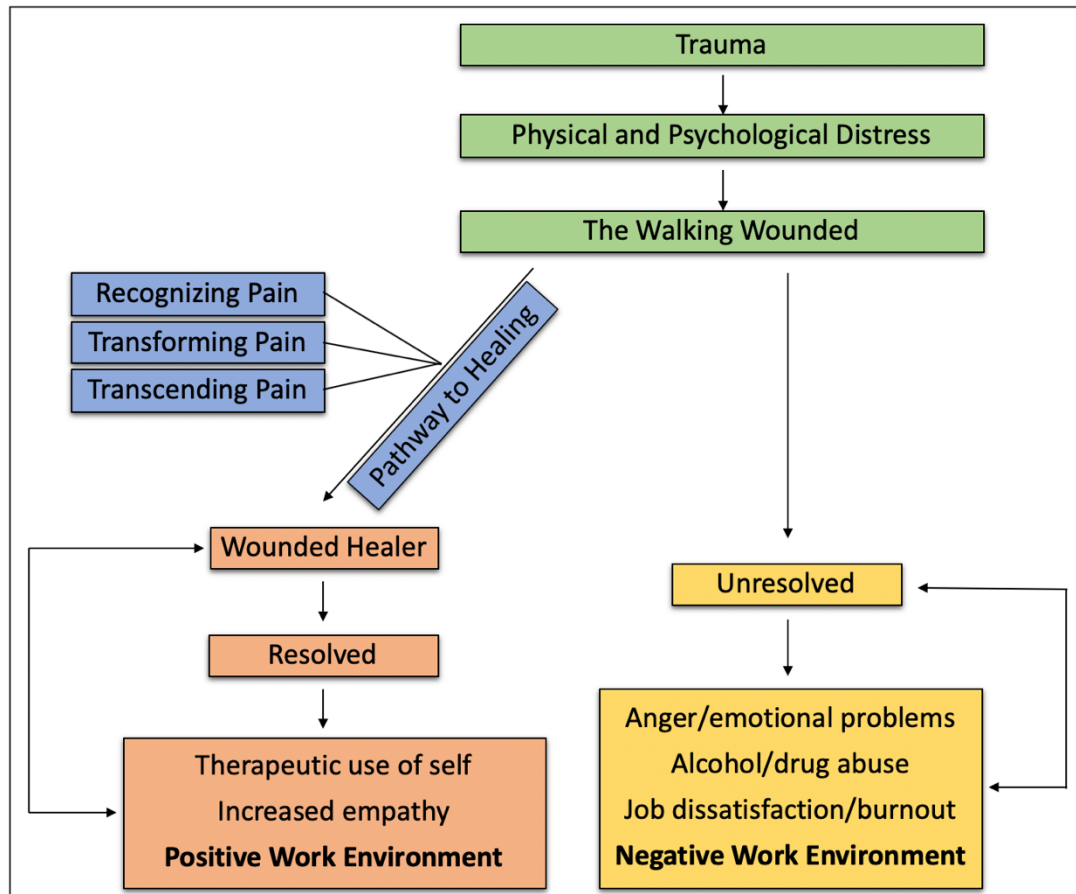 Trauma
Physical and Psychological Distress
The Walking Wounded
Recognizing Pain
Transforming Pain
Transcending Pain
Pathway to Healing
Wounded Healer
Resolved
Therapeutic use of self
Increased empathy
Positive Work Environment
Unresolved
Anger/emotional problems
Alcohol/drug abuse
Job dissatisfaction/burnout
Negative Work Environment